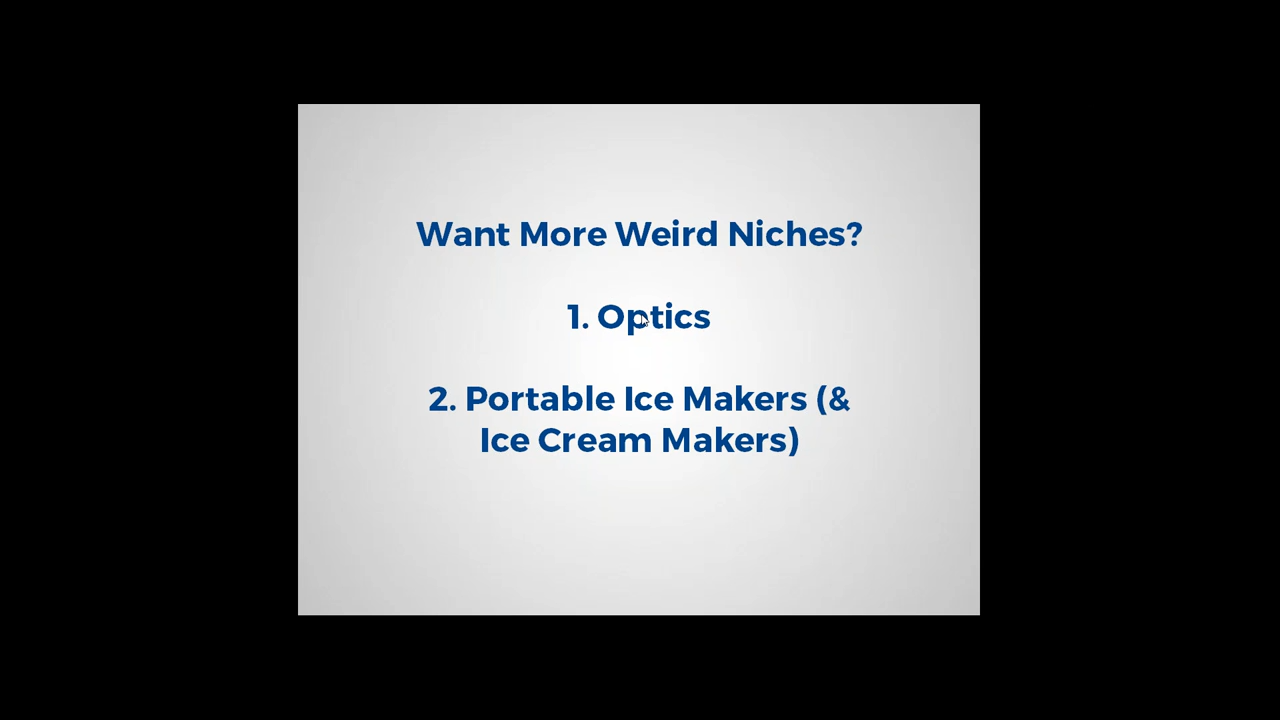 Want More Weird Niches?
1. Optics
2. Portable Ice Makers (&
Ice Cream Makers)